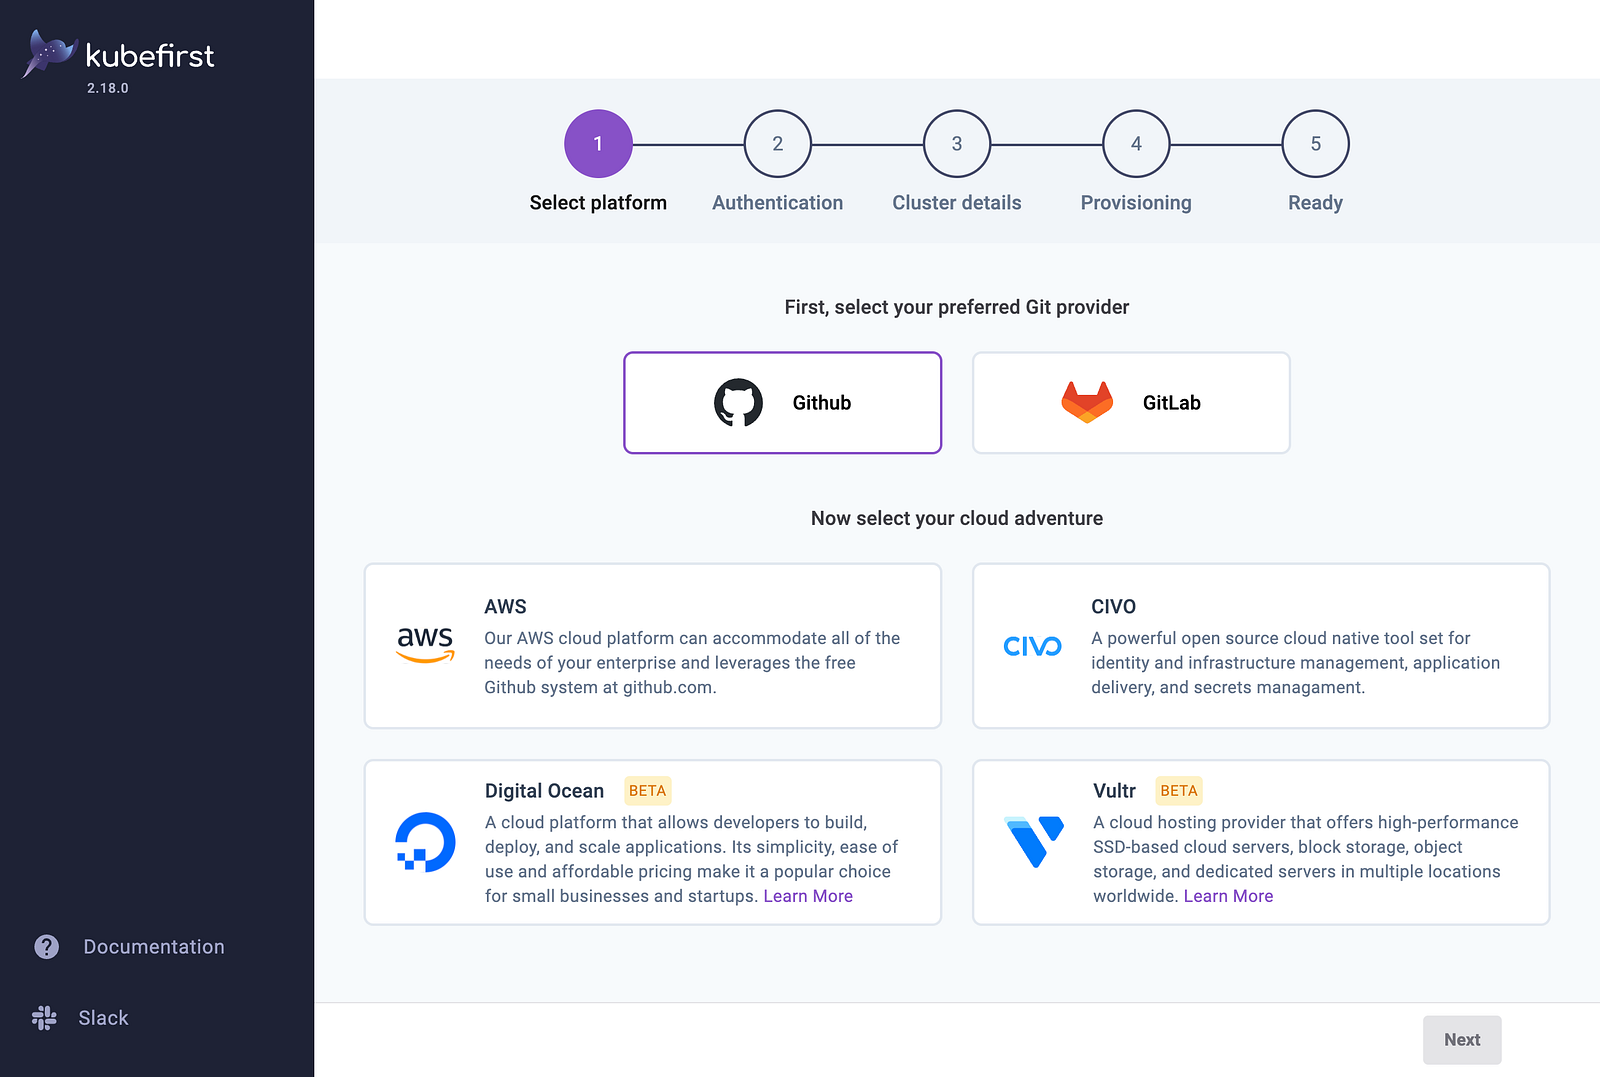 kubefirst
2.18.0
1
2
3
4
5
Select platform
Authentication
Cluster details
Provisioning
Ready
First, select your preferred Git provider
Github
GitLab
Now select your cloud adventure
aws
AWS
Our AWS cloud platform can accommodate all of the
needs of your enterprise and leverages the free
Github system at github.com.
CIVO
CIVO
A powerful open source cloud native tool set for
identity and infrastructure management, application
delivery, and secrets managament.
Digital Ocean BETA
A cloud platform that allows developers to build,
deploy, and scale applications. Its simplicity, ease of
use and affordable pricing make it a popular choice
for small businesses and startups. Learn More
Vultr BETA
A cloud hosting provider that offers high-performance
SSD-based cloud servers, block storage, object
storage, and dedicated servers in multiple locations
worldwide. Learn More
? Documentation
Slack
Next